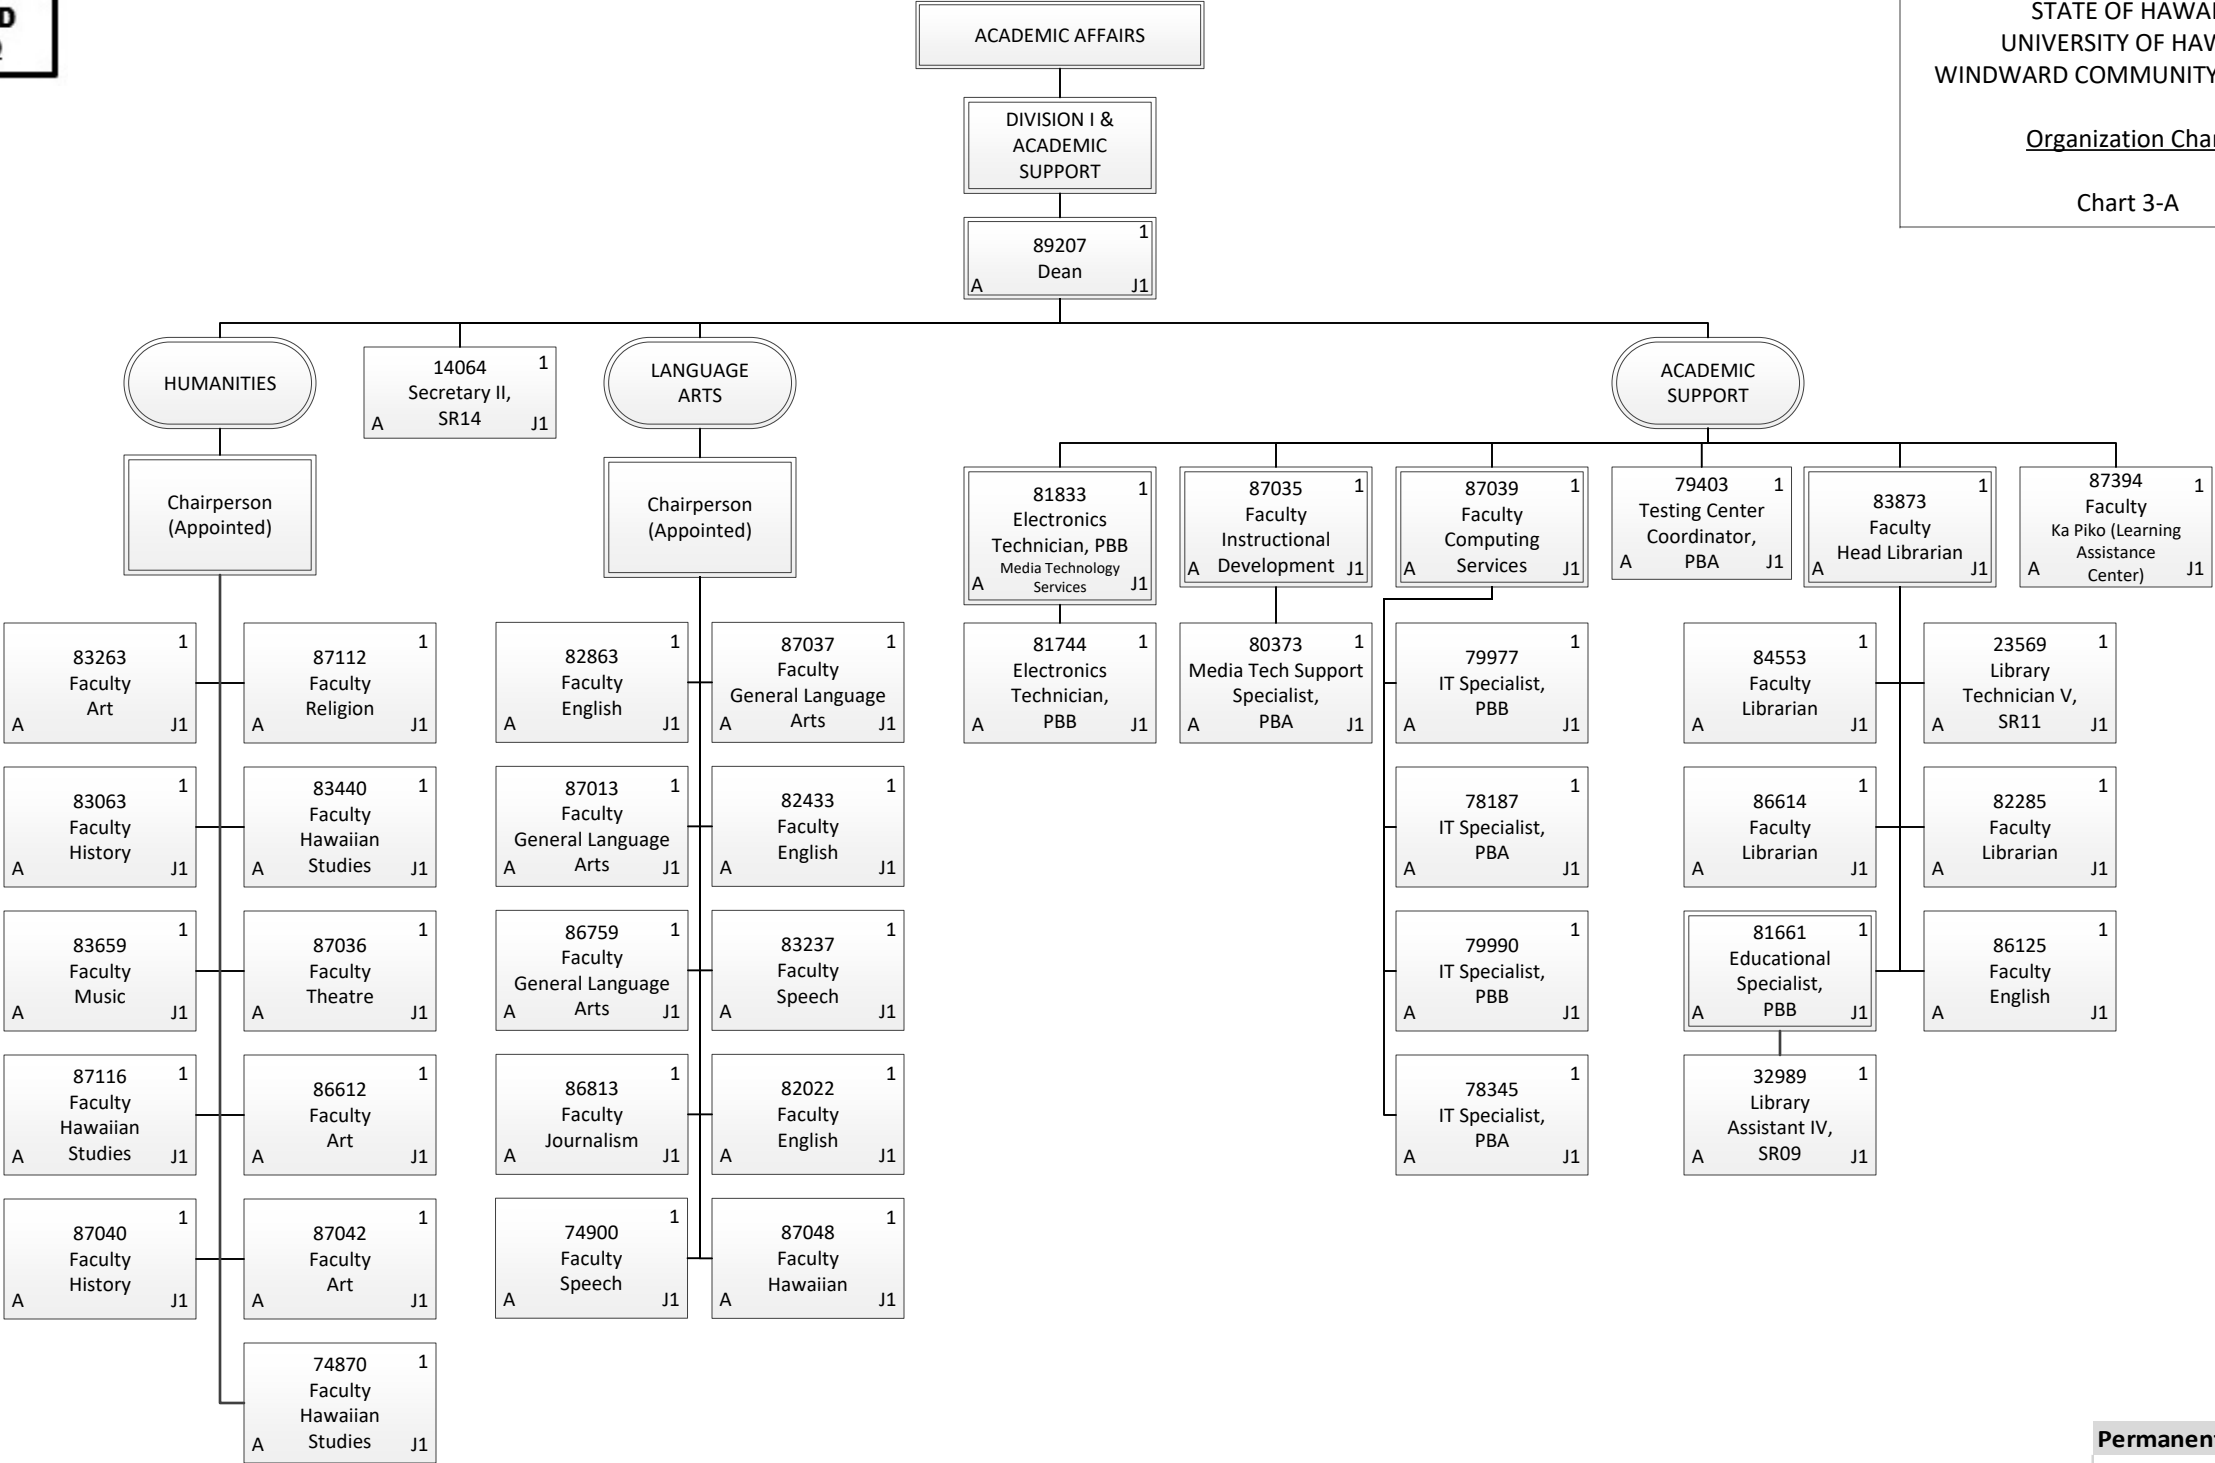 D
ACADEMIC AFFAIRS
STATE OF HAWAI
UNIVERSITY OF HAW
WINDWARD COMMUNITY
Organization Char
Chart 3-A
DIVISION I &
ACADEMIC
SUPPORT
1
89207
Dean
A J1
HUMANITIES
14064 1
Secretary II,
SR14
A J1
LANGUAGE
ARTS
ACADEMIC
SUPPORT
Chairperson
(Appointed)
Chairperson
(Appointed)
81833 1
Electronics
Technician, PBB
Media Technology
Services
A J1
87035 1
Faculty
Instructional
Development
A J1
87039 1
Faculty
Computing
Services
A J1
79403 1
Testing Center
Coordinator,
PBA
A J1
83873 1
Faculty
Head Librarian
A J1
87394 1
Faculty
Ka Piko (Learning
Assistance
Center)
A J1
83263 1
Faculty
Art
A J1
87112 1
Faculty
Religion
A J1
83063 1
Faculty
History
A J1
83440 1
Faculty
Hawaiian
Studies
A J1
83659 1
Faculty
Music
A J1
87036 1
Faculty
Theatre
A J1
87116 1
Faculty
Hawaiian
Studies
A J1
86612 1
Faculty
Art
A J1
87040 1
Faculty
History
A J1
87042 1
Faculty
Art
A J1
74870 1
Faculty
Hawaiian
Studies
A J1
82863 1
Faculty
English
A J1
87037 1
Faculty
General Language
Arts
A J1
87013 1
Faculty
General Language
Arts
A J1
82433 1
Faculty
English
A J1
86759 1
Faculty
General Language
Arts
A J1
83237 1
Faculty
Speech
A J1
86813 1
Faculty
Journalism
A J1
82022 1
Faculty
English
A J1
74900 1
Faculty
Speech
A J1
87048 1
Faculty
Hawaiian
A J1
81744 1
Electronics
Technician,
PBB
A J1
80373 1
Media Tech Support
Specialist,
PBA
A J1
79977 1
IT Specialist,
PBB
A J1
78187 1
IT Specialist,
PBA
A J1
79990 1
IT Specialist,
PBB
A J1
78345 1
IT Specialist,
PBA
A J1
84553 1
Faculty
Librarian
A J1
23569 1
Library
Technician V,
SR11
A J1
86614 1
Faculty
Librarian
A J1
82285 1
Faculty
Librarian
A J1
81661 1
Educational
Specialist,
PBB
A J1
86125 1
Faculty
English
A J1
32989 1
Library
Assistant IV,
SR09
A J1
Permanent